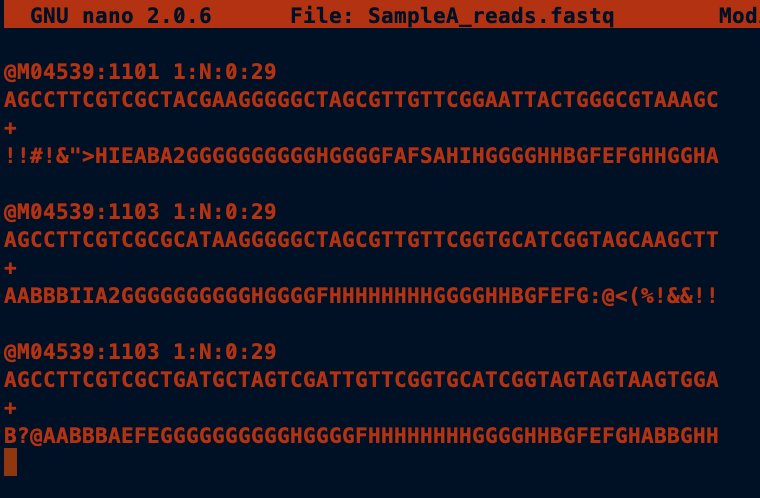 GNU nano 2.0.6 File: SampleA_reads.fastq Mod
@M04539:1101 1:N:0:29
AGCCTTCGTCGCTACGAAGGGGGCTAGCGTTGTTCGGAATTACTGGGCGTAAAGC
+
!!#!&">HIEABA2GGGGGGGGGGHGGGGFAFSAHIHGGGGHHBGFEFGHHGGHA
@M04539:1103 1:N:0:29
AGCCTTCGTCGCGCATAAGGGGGCTAGCGTTGTTCGGTGCATCGGTAGCAAGCTT
+
AABBBIIA2GGGGGGGGGGHGGGGFHHHHHHHHGGGGHHBGFEFG:@<(%!&&!!
@M04539:1103 1:N:0:29
AGCCTTCGTCGCTGATGCTAGTCGATTGTTCGGTGCATCGGTAGTAGTAAGTGGA
+
B?@AABBBAEFEGGGGGGGGGGHGGGGFHHHHHHHHGGGGHHBGFEFGHABBGHH